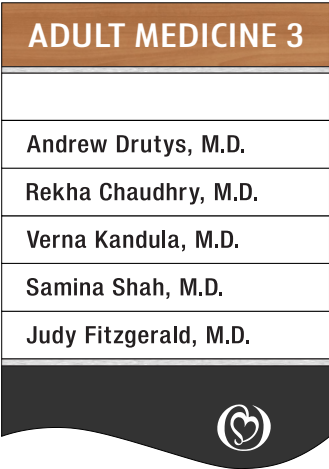 ADULT MEDICINE 3
Andrew Drutys, M.D.
Rekha Chaudhry, M.D.
Verna Kandula, M.D.
Samina Shah, M.D.
Judy Fitzgerald, M.D.